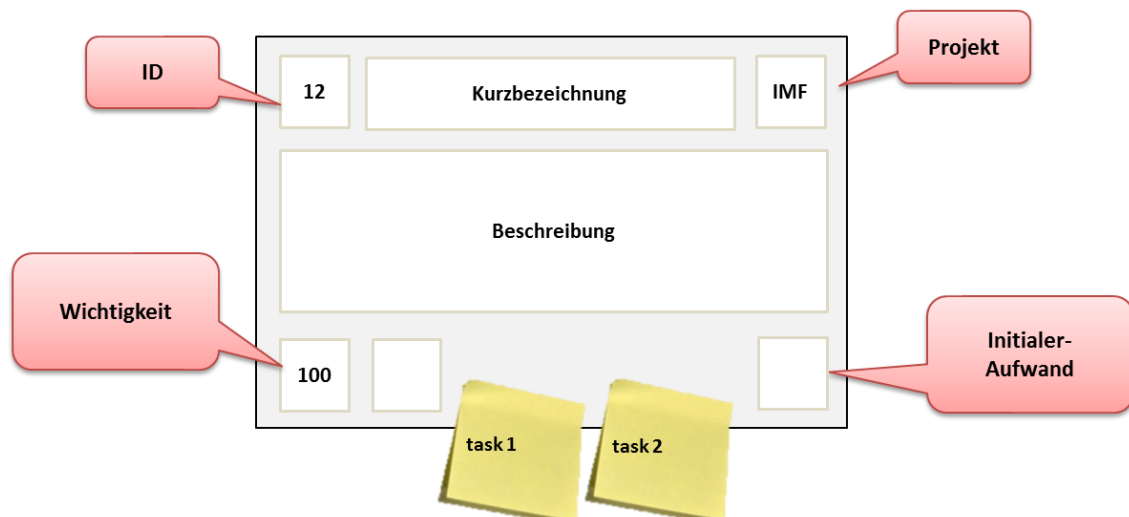 Projekt
ID
12
Kurzbezeichnung
IMF
Beschreibung
Wichtigkeit
Initialer-
Aufwand
100
task 1
task 2